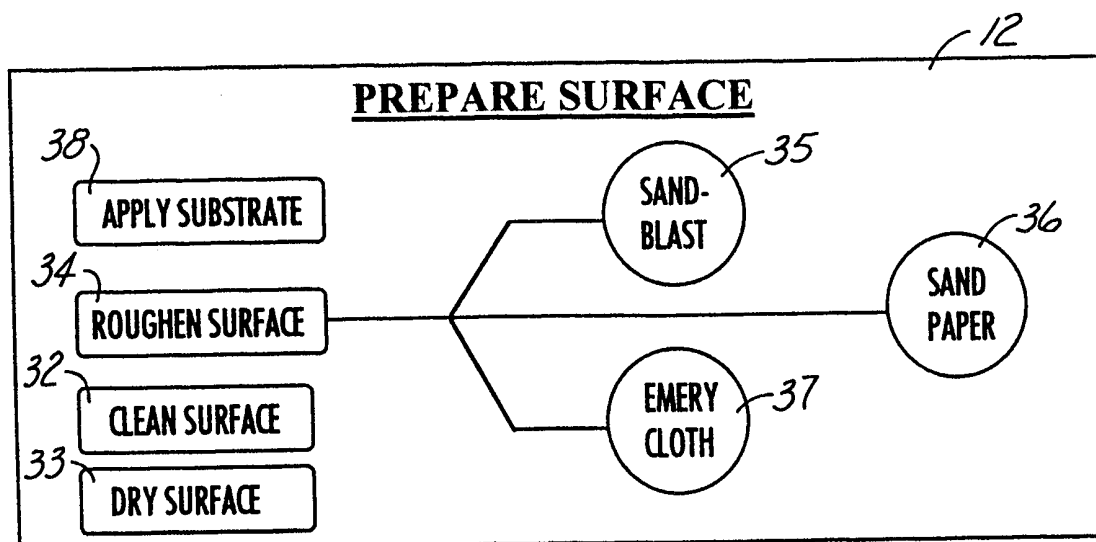 12
PREPARE SURFACE
38
APPLY SUBSTRATE
35
SAND-
BLAST
34
ROUGHEN SURFACE
36
SAND
PAPER
32
CLEAN SURFACE
EMERY
CLOTH
37
33
DRY SURFACE